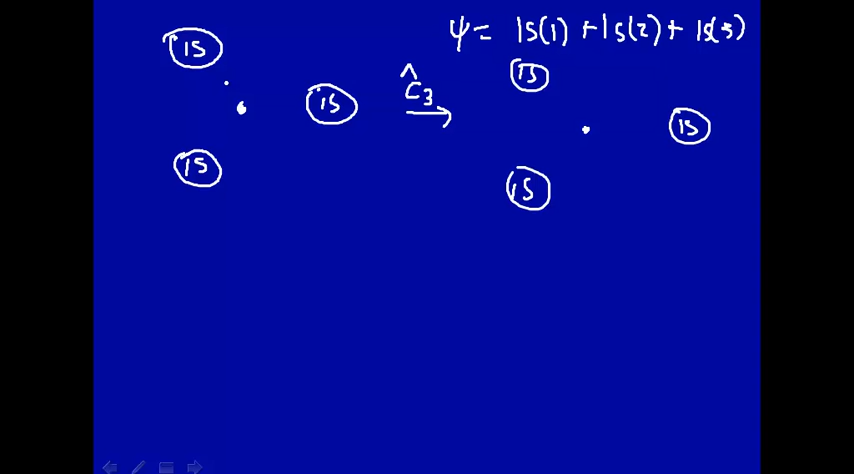 ψ = 1s(1) + 1s(2) + 1s(3)
1s
1s
1s
Ĉ₃
1s
1s
1s